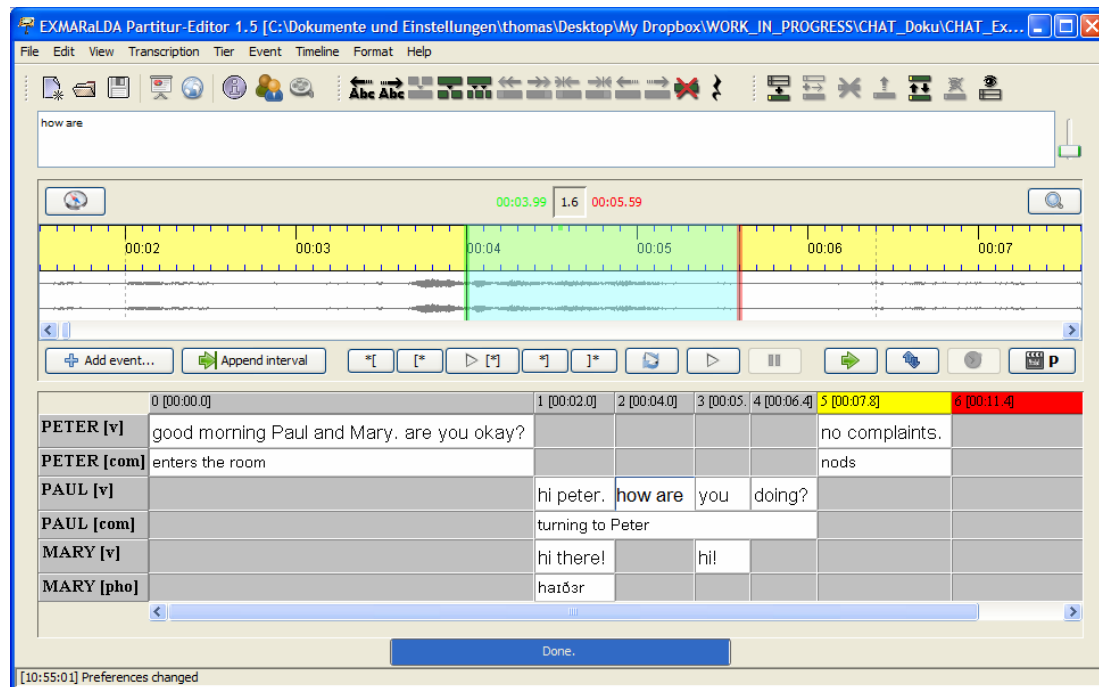 EXMARaLDA Partitur-Editor 1.5 [C:\Dokumente und Einstellungen\thomas\Desktop\My Dropbox\WORK_IN_PROGRESS\CHAT_Doku\CHAT_Ex...
File Edit View Transcription Tier Event Timeline Format Help
Abc Abc
how are
00:03.99 1.6 00:05.59
00:02 00:03 00:04 00:05 00:06 00:07
Add event... Append interval *[ [* [*] *] ]* P
0 [00:00.0] 1 [00:02.0] 2 [00:04.0] 3 [00:05. 4 [00:06.4] 5 [00:07.8] 6 [00:11.4]
PETER [v] good morning Paul and Mary. are you okay? no complaints.
PETER [com] enters the room nods
PAUL [v] hi peter. how are you doing?
PAUL [com] turning to Peter
MARY [v] hi there! hi!
MARY [pho] haɪðɜr
Done.
[10:55:01] Preferences changed